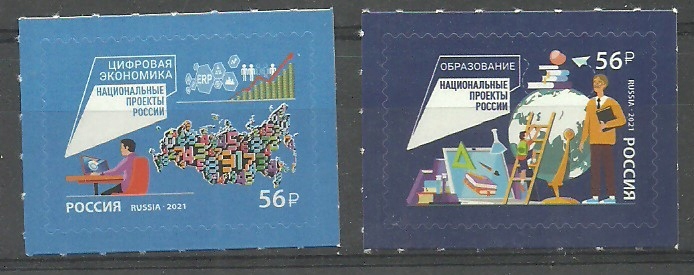 ЦИФРОВАЯ
ЭКОНОМИКА
НАЦИОНАЛЬНЫЕ
ПРОЕКТЫ
РОССИИ
ERP
56₽
РОССИЯ RUSSIA · 2021
ОБРАЗОВАНИЕ
НАЦИОНАЛЬНЫЕ
ПРОЕКТЫ
РОССИИ
56₽
RUSSIA · 2021
РОССИЯ